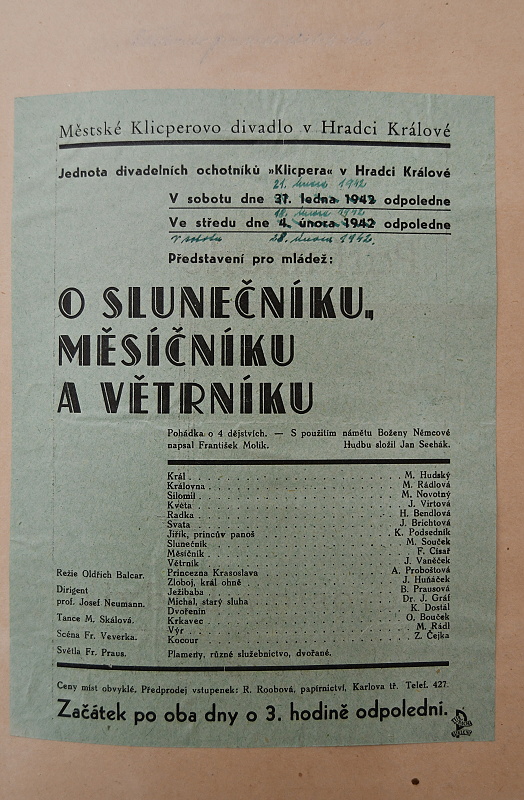 Městské Klicperovo divadlo v Hradci Králové
Jednota divadelních ochotníků »Klicpera« v Hradci Králové
21. února 1942
V sobotu dne 31. ledna 1942 odpoledne
18. února 1942
Ve středu dne 4. února 1942 odpoledne
v sobotu 28. února 1942.
Představení pro mládež:
O SLUNEČNÍKU,
MĚSÍČNÍKU
A VĚTRNÍKU
Pohádka o 4 dějstvích. — S použitím námětu Boženy Němcové
napsal František Molík. Hudbu složil Jan Seehák.
Král . . . M. Hudský
Královna . . . M. Rádlová
Silomil . . . M. Novotný
Květa . . . J. Virtová
Radka . . . H. Bendlová
Svata . . . J. Brichtová
Jiřík, princův panoš . . . K. Podsedník
Slunečník . . . M. Souček
Měsíčník . . . F. Císař
Větrník . . . J. Vaněček
Princezna Krasoslava . . . A. Proboštová
Zloboj, král ohně . . . J. Huňáček
Ježibaba . . . B. Prausová
Michal, starý sluha . . . Dr. J. Gráf
Dvořenín . . . K. Dostál
Krkavec . . . O. Bouček
Výr . . . M. Rádl
Kocour . . . Z. Čejka
Plameny, různé služebnictvo, dvořané.
Režie Oldřich Balcar.
Dirigent
prof. Josef Neumann.
Tance M. Skálová.
Scéna Fr. Veverka.
Světla Fr. Praus.
Ceny míst obvyklé. Předprodej vstupenek: R. Roobová, papírnictví, Karlova tř. Telef. 427.
Začátek po oba dny o 3. hodině odpolední.